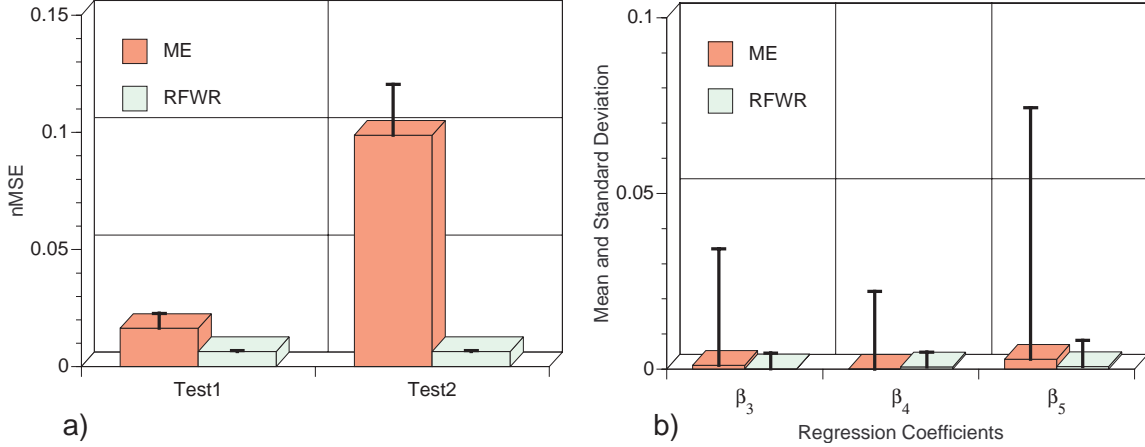 0.15
0.1
0.05
0
nMSE
ME
RFWR
Test1
Test2
a)
0.1
0.05
0
Mean and Standard Deviation
ME
RFWR
β3
β4
β5
Regression Coefficients
b)